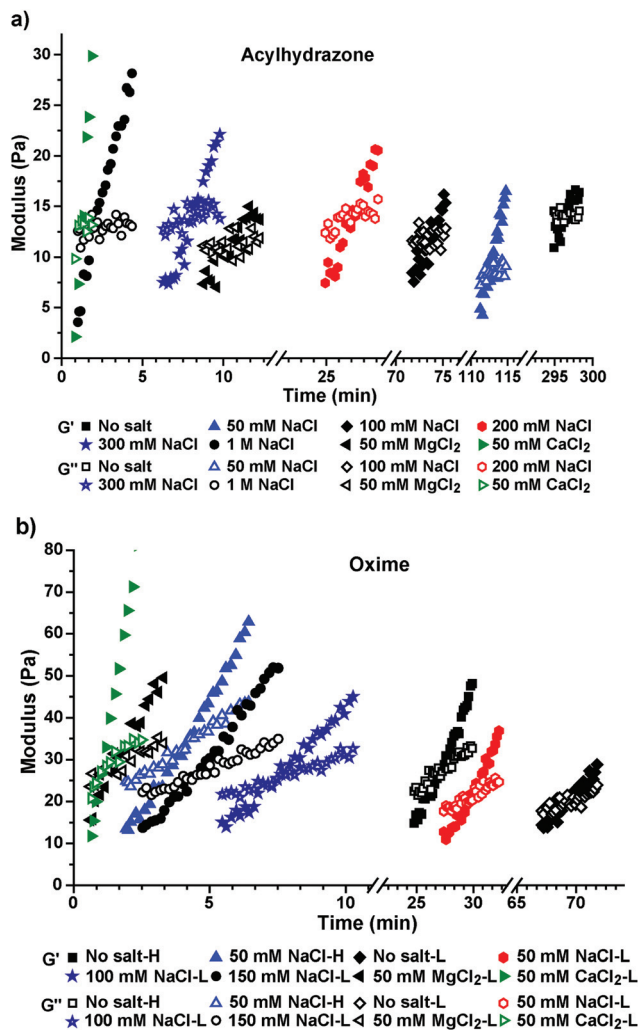 a)
Acylhydrazone
Modulus (Pa)
30
25
20
15
10
5
0
0 5 10 25 70 75 110 115 295 300
Time (min)
G' No salt 50 mM NaCl 100 mM NaCl 200 mM NaCl
300 mM NaCl 1 M NaCl 50 mM MgCl₂ 50 mM CaCl₂
G'' No salt 50 mM NaCl 100 mM NaCl 200 mM NaCl
300 mM NaCl 1 M NaCl 50 mM MgCl₂ 50 mM CaCl₂
b)
Oxime
Modulus (Pa)
80
70
60
50
40
30
20
10
0
0 5 10 25 30 65 70
Time (min)
G' No salt-H 50 mM NaCl-H No salt-L 50 mM NaCl-L
100 mM NaCl-L 150 mM NaCl-L 50 mM MgCl₂-L 50 mM CaCl₂-L
G'' No salt-H 50 mM NaCl-H No salt-L 50 mM NaCl-L
100 mM NaCl-L 150 mM NaCl-L 50 mM MgCl₂-L 50 mM CaCl₂-L